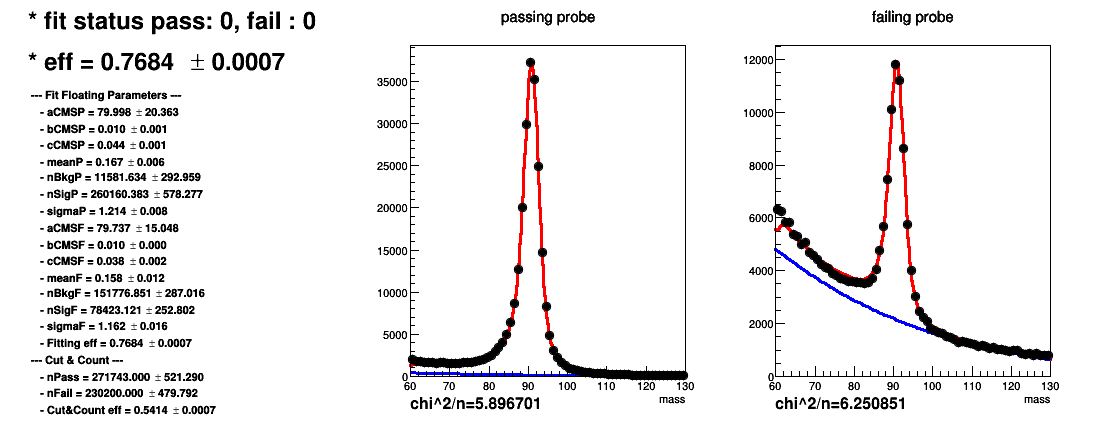 * fit status pass: 0, fail : 0
* eff = 0.7684 ± 0.0007
--- Fit Floating Parameters ---
- aCMSP = 79.998 ± 20.363
- bCMSP = 0.010 ± 0.001
- cCMSP = 0.044 ± 0.001
- meanP = 0.167 ± 0.006
- nBkgP = 11581.634 ± 292.959
- nSigP = 260160.383 ± 578.277
- sigmaP = 1.214 ± 0.008
- aCMSF = 79.737 ± 15.048
- bCMSF = 0.010 ± 0.000
- cCMSF = 0.038 ± 0.002
- meanF = 0.158 ± 0.012
- nBkgF = 151776.851 ± 287.016
- nSigF = 78423.121 ± 252.802
- sigmaF = 1.162 ± 0.016
- Fitting eff = 0.7684 ± 0.0007
--- Cut & Count ---
- nPass = 271743.000 ± 521.290
- nFail = 230200.000 ± 479.792
- Cut&Count eff = 0.5414 ± 0.0007
passing probe
35000
30000
25000
20000
15000
10000
5000
0
60 70 80 90 100 110 120 130
mass
chi^2/n=5.896701
failing probe
12000
10000
8000
6000
4000
2000
0
60 70 80 90 100 110 120 130
mass
chi^2/n=6.250851